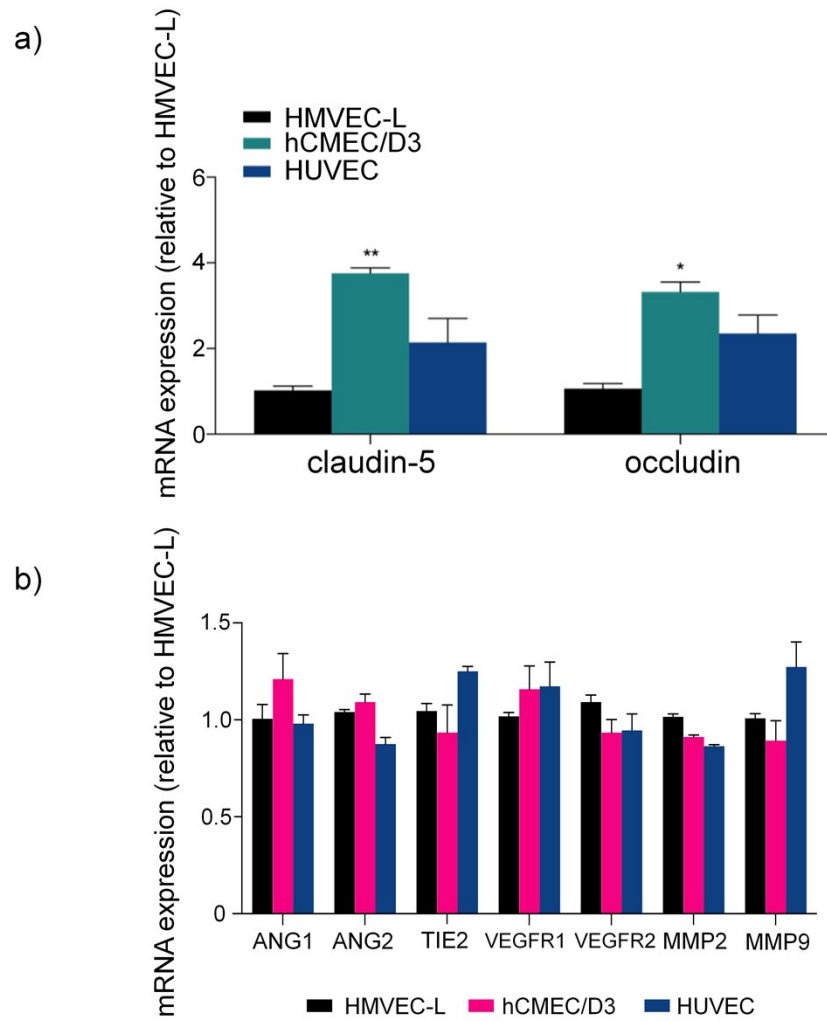 a)
mRNA expression (relative to HMVEC-L)
HMVEC-L
hCMEC/D3
HUVEC
6
4
2
0
**
*
claudin-5 occludin
b)
mRNA expression (relative to HMVEC-L)
1.5
1.0
0.5
0
ANG1 ANG2 TIE2 VEGFR1 VEGFR2 MMP2 MMP9
HMVEC-L hCMEC/D3 HUVEC